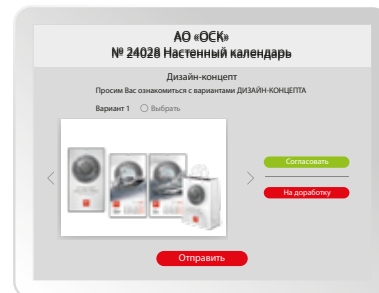 АО «ОСК»
№ 24028 Настенный календарь
Дизайн-концепт
Просим Вас ознакомиться с вариантами ДИЗАЙН-КОНЦЕПТА
Вариант 1 Выбрать
Согласовать
На доработку
Отправить